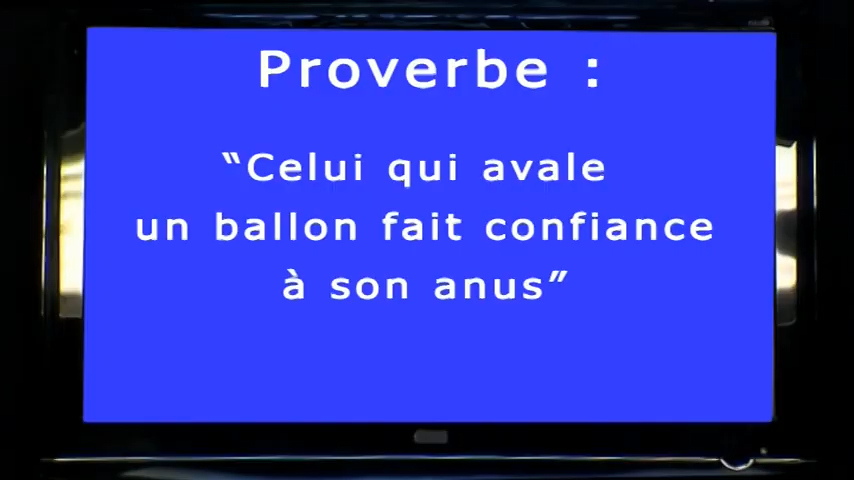 Proverbe :
“Celui qui avale
un ballon fait confiance
à son anus”